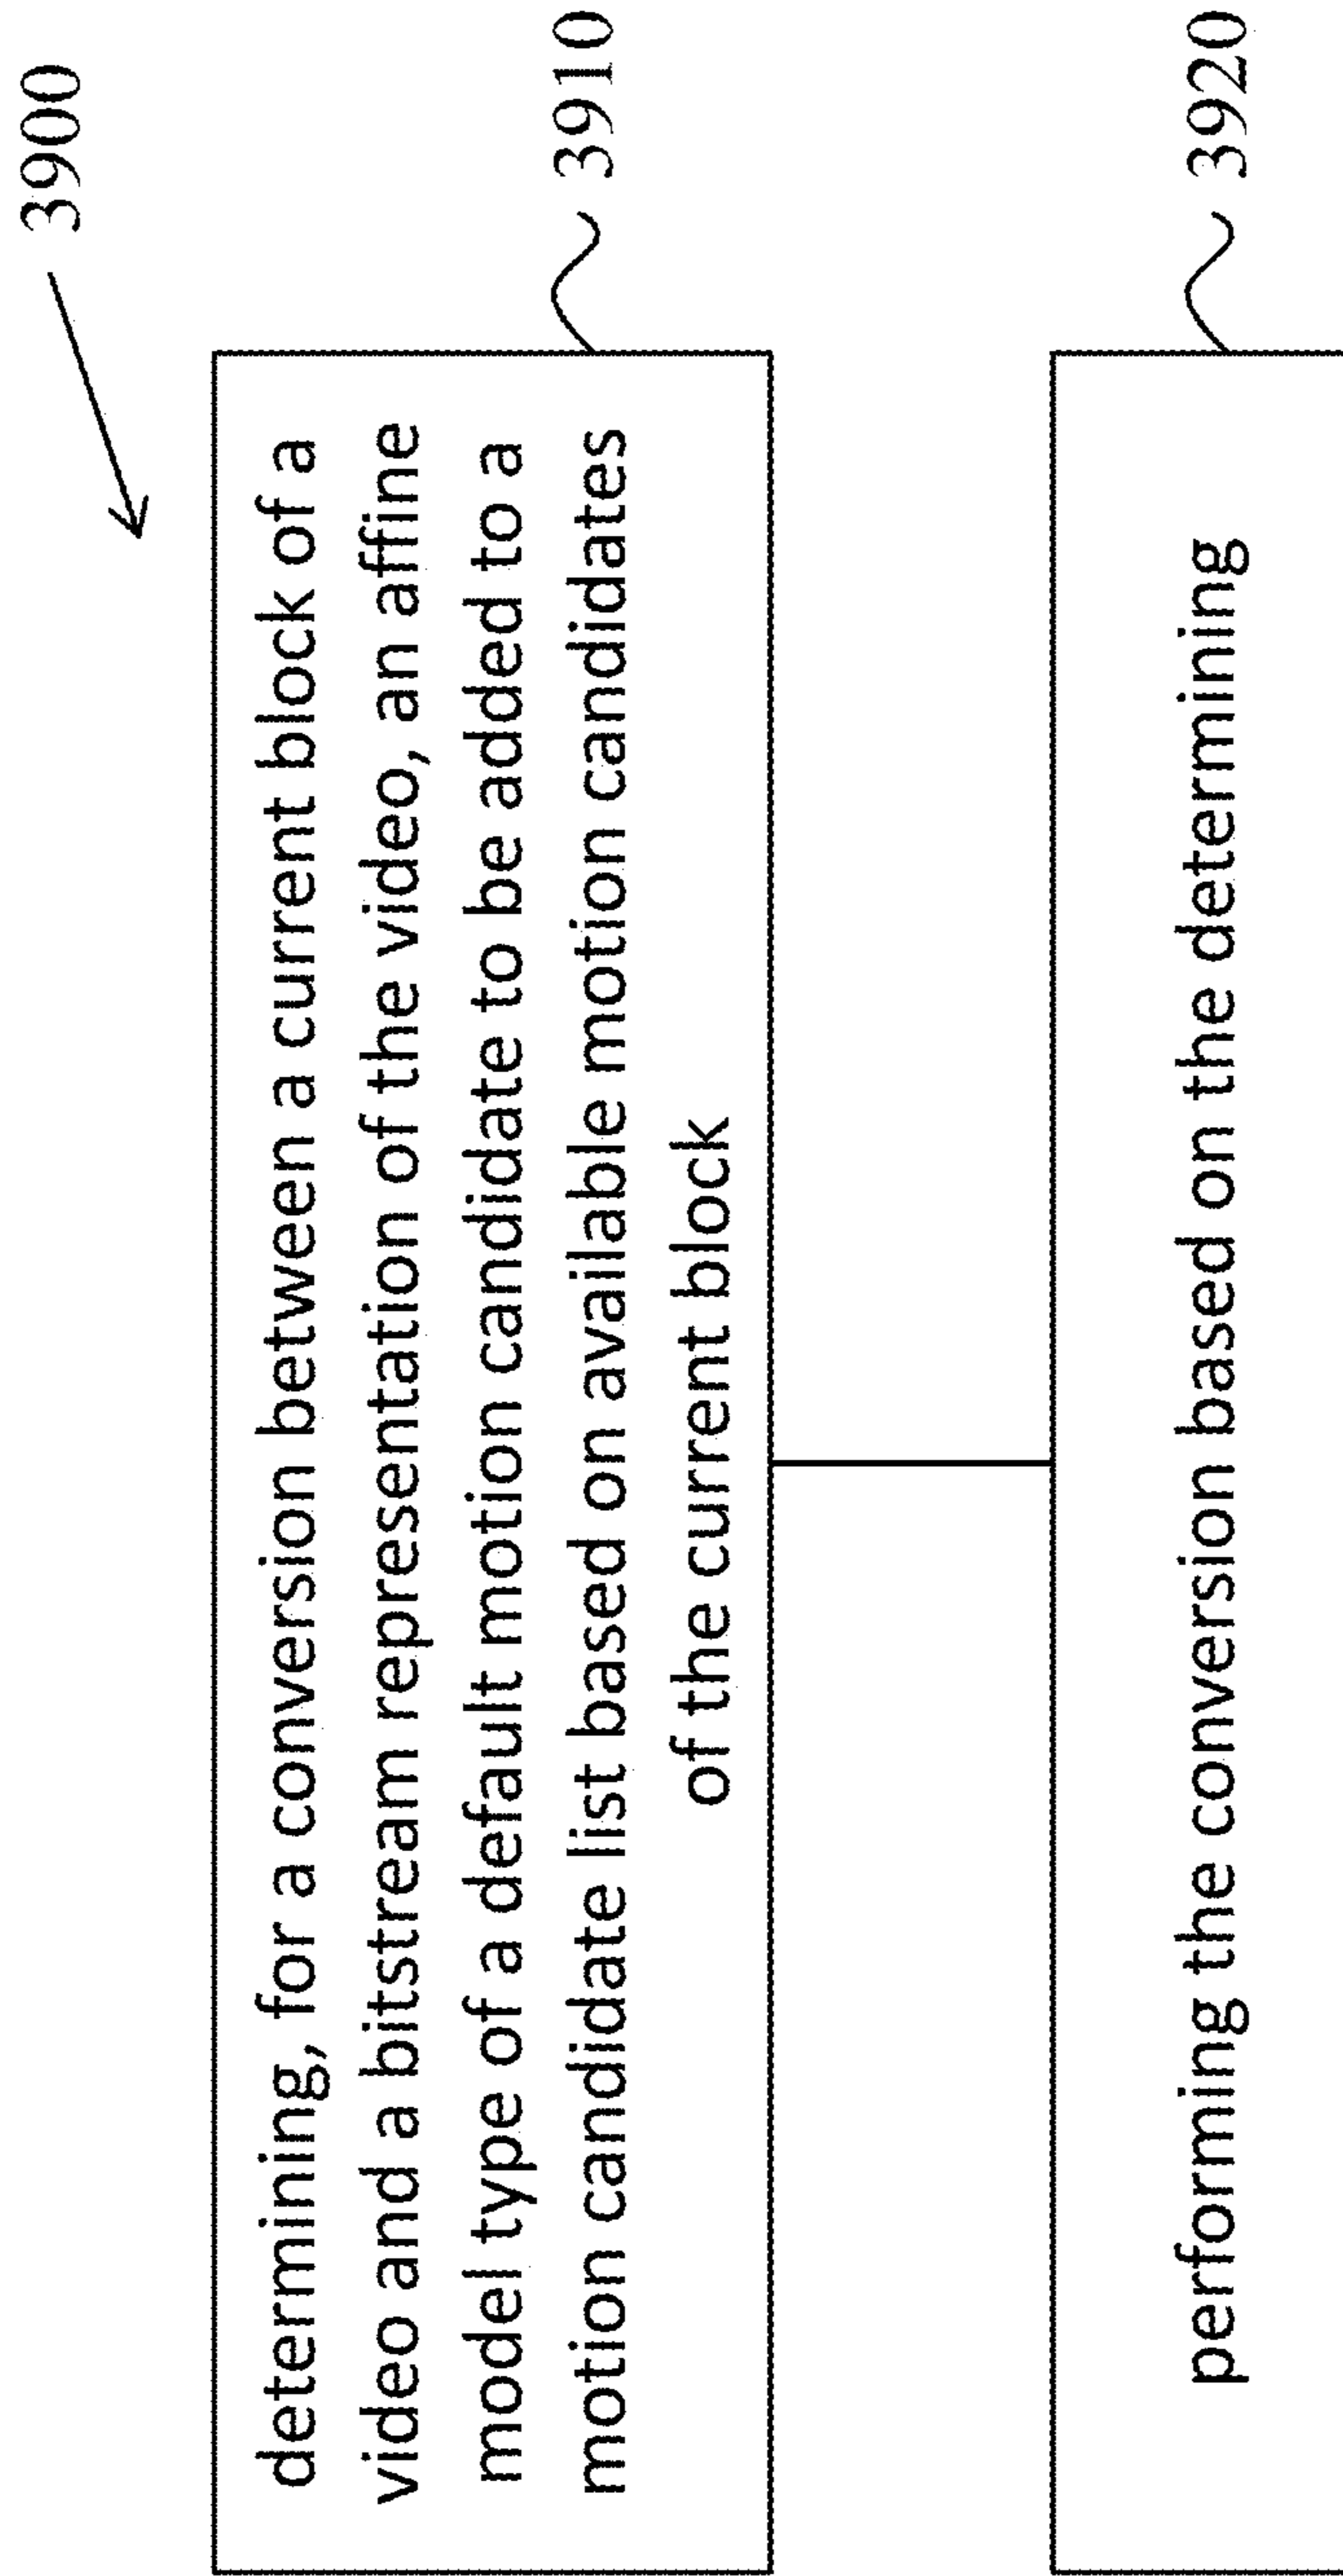 3900
determining, for a conversion between a current block of a
video and a bitstream representation of the video, an affine
model type of a default motion candidate to be added to a
motion candidate list based on available motion candidates
of the current block
3910
performing the conversion based on the determining
3920